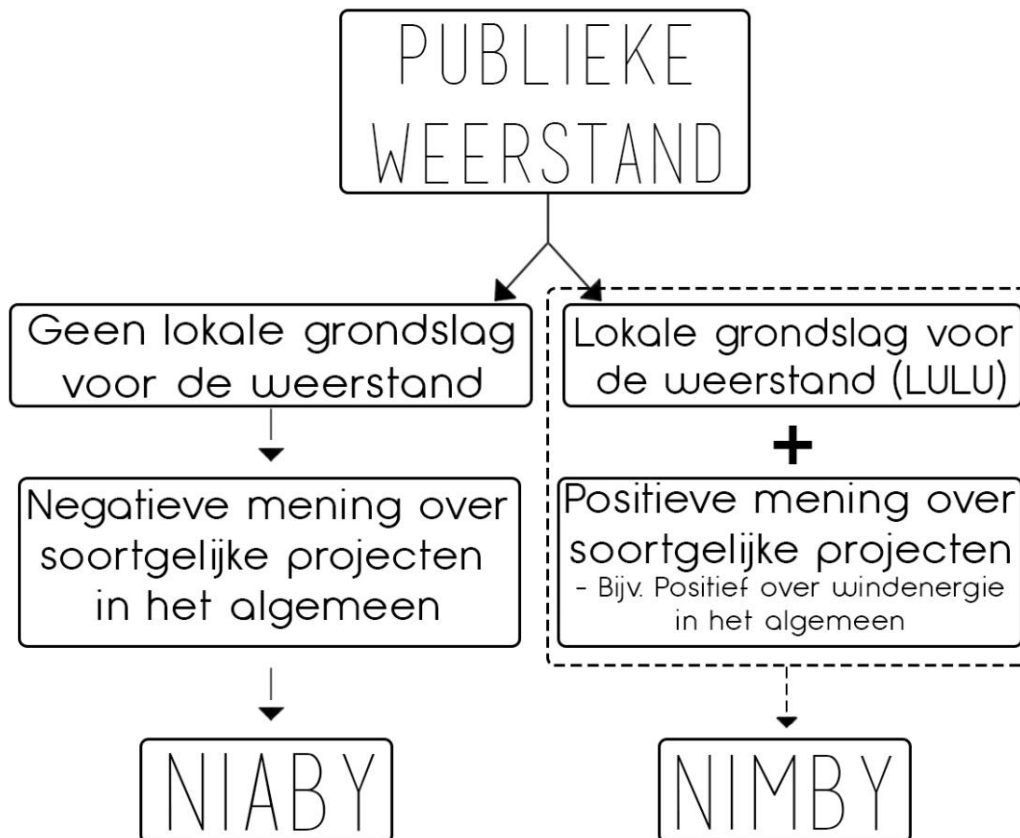 PUBLIEKE
WEERSTAND
Geen lokale grondslag
voor de weerstand
Negatieve mening over
soortgelijke projecten
in het algemeen
NIABY
Lokale grondslag voor
de weerstand (LULU)
+
Positieve mening over
soortgelijke projecten
- Bijv. Positief over windenergie
in het algemeen
NIMBY